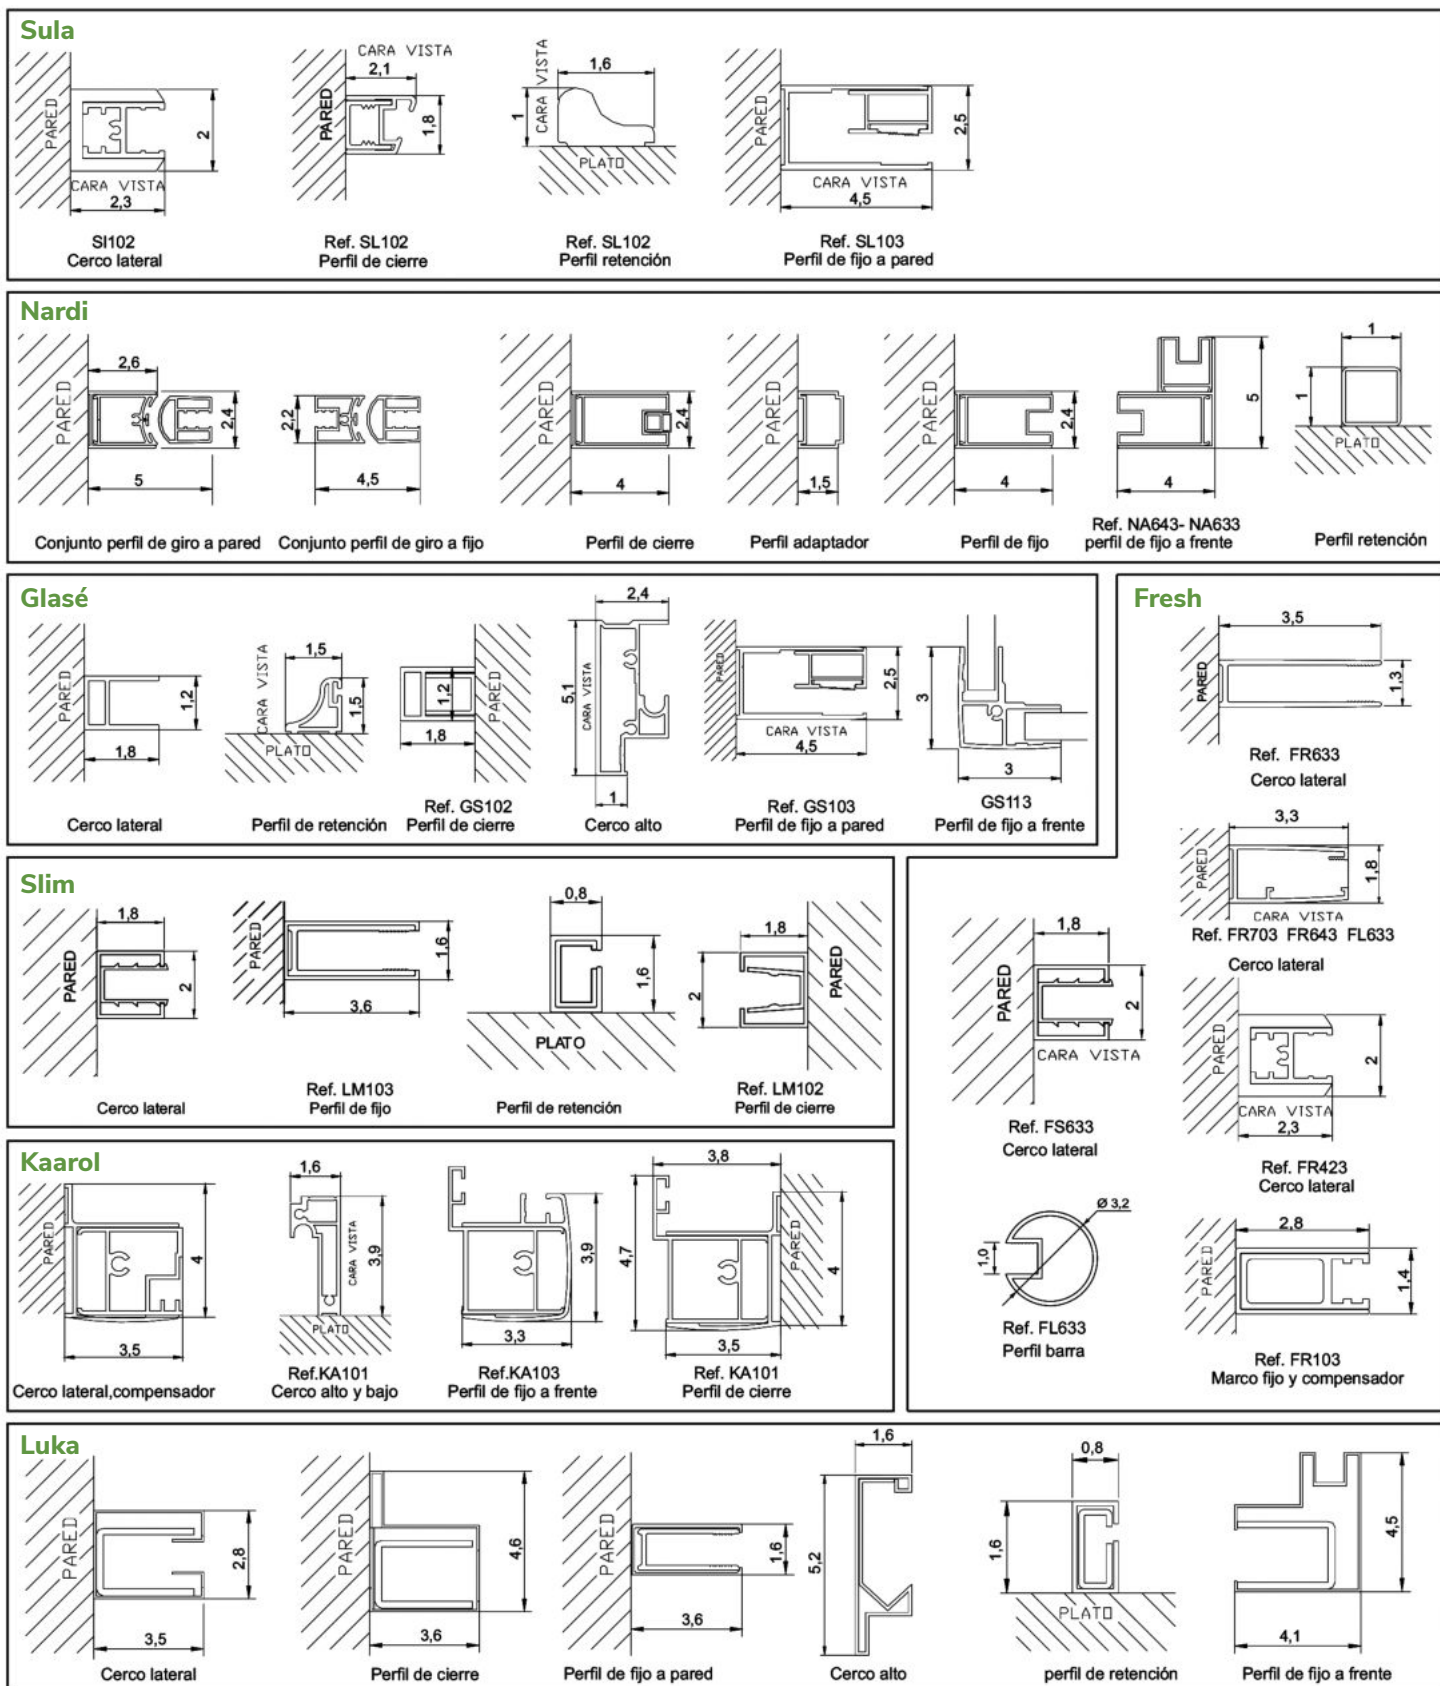 Sula
PARED
CARA VISTA
2,3
2
SI102
Cerco lateral
CARA VISTA
2,1
PARED
1,8
Ref. SL102
Perfil de cierre
CARA VISTA
1,6
1
PLATO
Ref. SL102
Perfil retención
PARED
2,5
CARA VISTA
4,5
Ref. SL103
Perfil de fijo a pared
Nardi
PARED
2,6
2,4
5
Conjunto perfil de giro a pared
2,2
4,5
Conjunto perfil de giro a fijo
PARED
2,4
4
Perfil de cierre
PARED
1,5
Perfil adaptador
PARED
2,4
4
Perfil de fijo
5
4
Ref. NA643- NA633
perfil de fijo a frente
1
1
PLATO
Perfil retención
Glasé
PARED
1,2
1,8
Cerco lateral
CARA VISTA
1,5
1,5
PLATO
Perfil de retención
1,2
PARED
1,8
Ref. GS102
Perfil de cierre
2,4
5,1
CARA VISTA
1
Cerco alto
PARED
2,5
CARA VISTA
4,5
Ref. GS103
Perfil de fijo a pared
3
3
GS113
Perfil de fijo a frente
Fresh
3,5
PARED
1,3
Ref. FR633
Cerco lateral
3,3
PARED
1,8
CARA VISTA
Ref. FR703 FR643 FL633
Cerco lateral
1,8
PARED
2
CARA VISTA
Ref. FS633
Cerco lateral
PARED
2
CARA VISTA
2,3
Ref. FR423
Cerco lateral
Ø 3,2
1,0
Ref. FL633
Perfil barra
2,8
PARED
1,4
Ref. FR103
Marco fijo y compensador
Slim
1,8
PARED
2
Cerco lateral
PARED
1,6
3,6
Ref. LM103
Perfil de fijo
0,8
1,6
PLATO
Perfil de retención
1,8
2
PARED
Ref. LM102
Perfil de cierre
Kaarol
PARED
4
3,5
Cerco lateral,compensador
1,6
CARA VISTA
3,9
PLATO
Ref.KA101
Cerco alto y bajo
3,9
3,3
Ref.KA103
Perfil de fijo a frente
3,8
4,7
PARED
4
3,5
Ref. KA101
Perfil de cierre
Luka
PARED
2,8
3,5
Cerco lateral
PARED
4,6
3,6
Perfil de cierre
PARED
1,6
3,6
Perfil de fijo a pared
1,6
5,2
Cerco alto
0,8
1,6
PLATO
perfil de retención
4,5
4,1
Perfil de fijo a frente